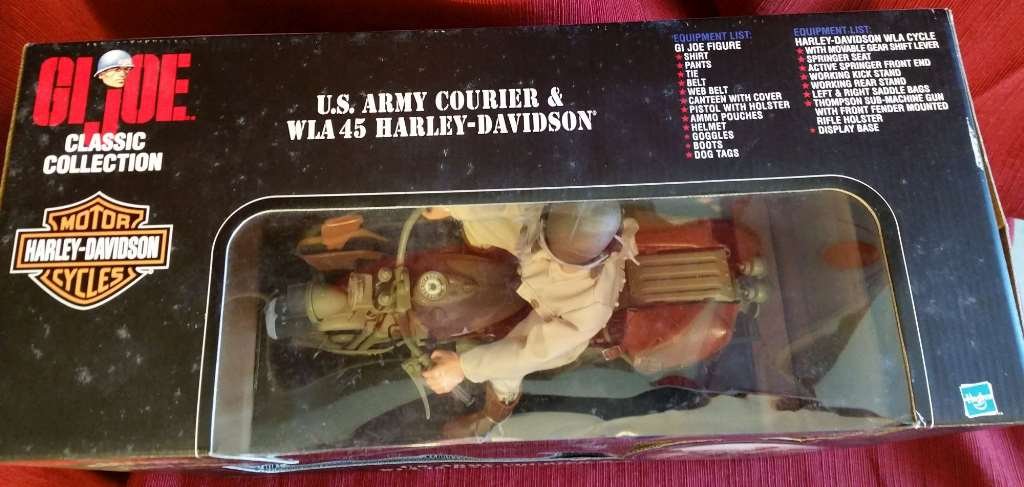 GI JOE
CLASSIC
COLLECTION
MOTOR
HARLEY-DAVIDSON
CYCLES
U.S. ARMY COURIER &
WLA 45 HARLEY-DAVIDSON®
EQUIPMENT LIST:
GI JOE FIGURE
★ SHIRT
★ PANTS
★ TIE
★ BELT
★ WEB BELT
★ CANTEEN WITH COVER
★ PISTOL WITH HOLSTER
★ AMMO POUCHES
★ HELMET
★ GOGGLES
★ BOOTS
★ DOG TAGS
EQUIPMENT LIST:
HARLEY-DAVIDSON WLA CYCLE
★ WITH MOVABLE GEAR SHIFT LEVER
★ SPRINGER SEAT
★ ACTIVE SPRINGER FRONT END
★ WORKING KICK STAND
★ WORKING REAR STAND
★ LEFT & RIGHT SADDLE BAGS
★ THOMPSON SUB-MACHINE GUN
WITH FRONT FENDER MOUNTED
RIFLE HOLSTER
★ DISPLAY BASE
Hasbro